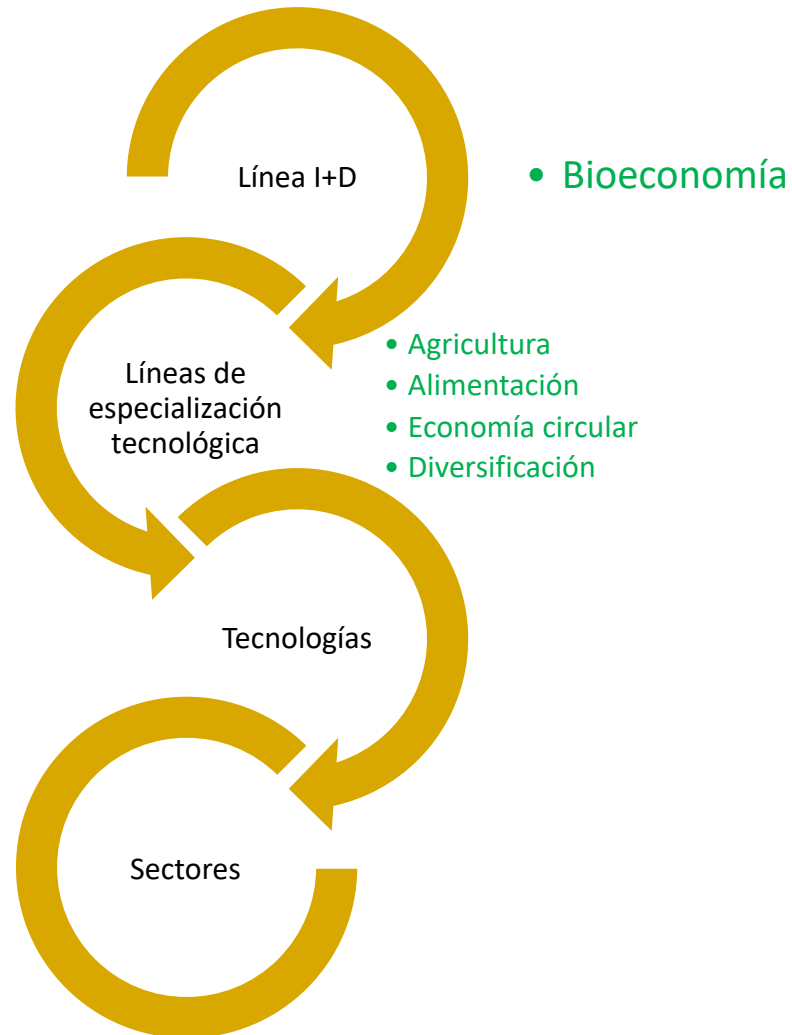 Línea I+D
• Bioeconomía
Líneas de
especialización
tecnológica
• Agricultura
• Alimentación
• Economía circular
• Diversificación
Tecnologías
Sectores